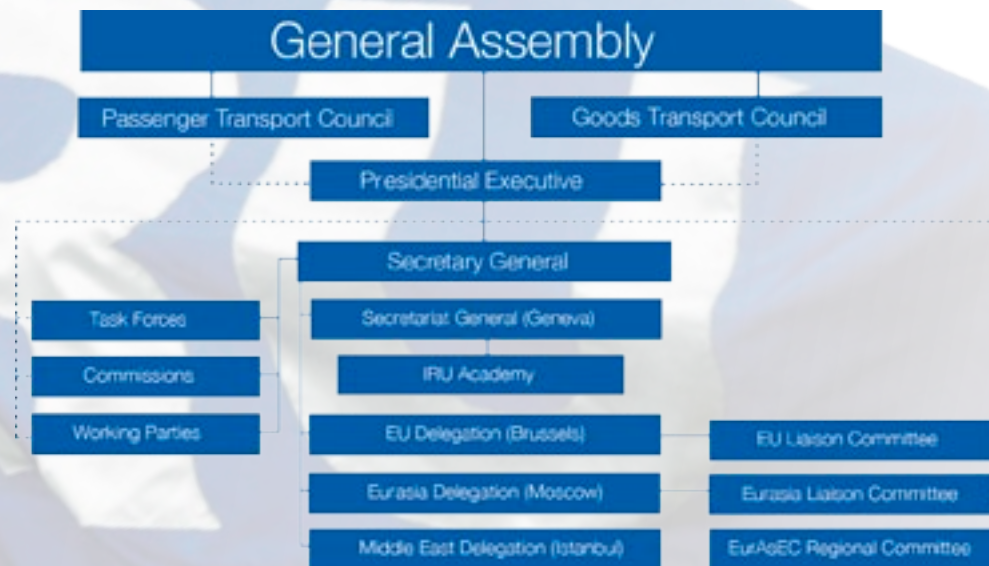 General Assembly
Passenger Transport Council
Goods Transport Council
Presidential Executive
Secretary General
Task Forces
Secretariat General (Geneva)
Commissions
IRU Academy
Working Parties
EU Delegation (Brussels)
EU Liaison Committee
Eurasia Delegation (Moscow)
Eurasia Liaison Committee
Middle East Delegation (Istanbul)
EurAsEC Regional Committee